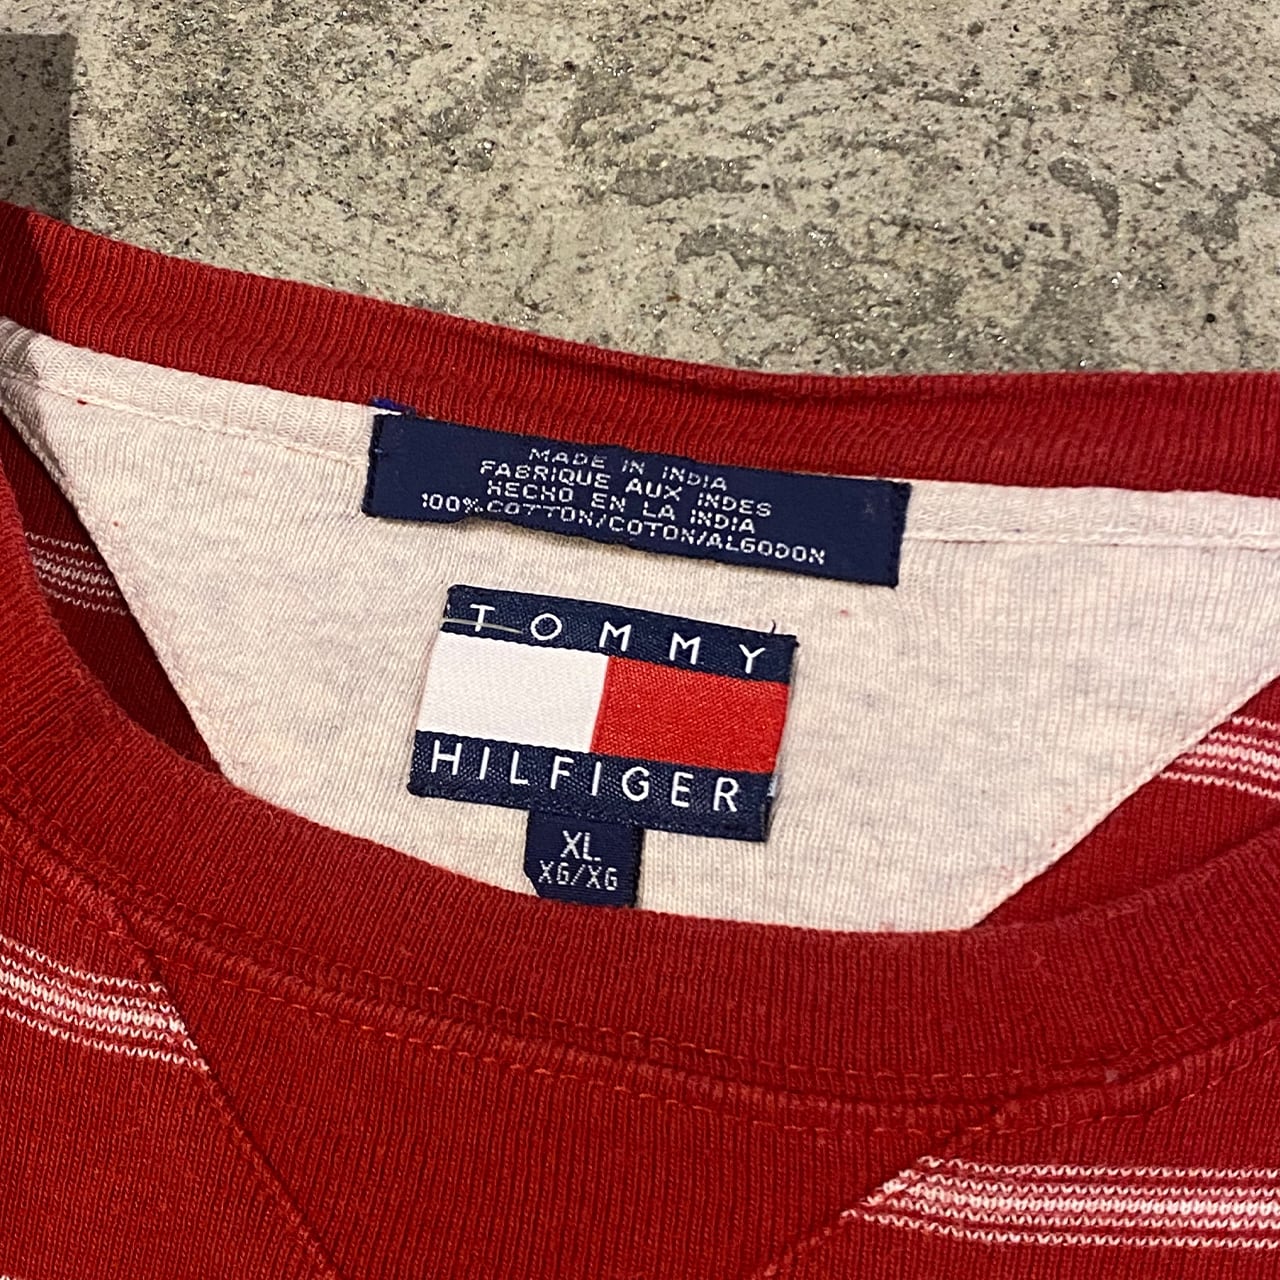 MADE IN INDIA
FABRIQUE AUX INDES
HECHO EN LA INDIA
100% COTTON/COTON/ALGODON
TOMMY
HILFIGER
XL
XG/XG